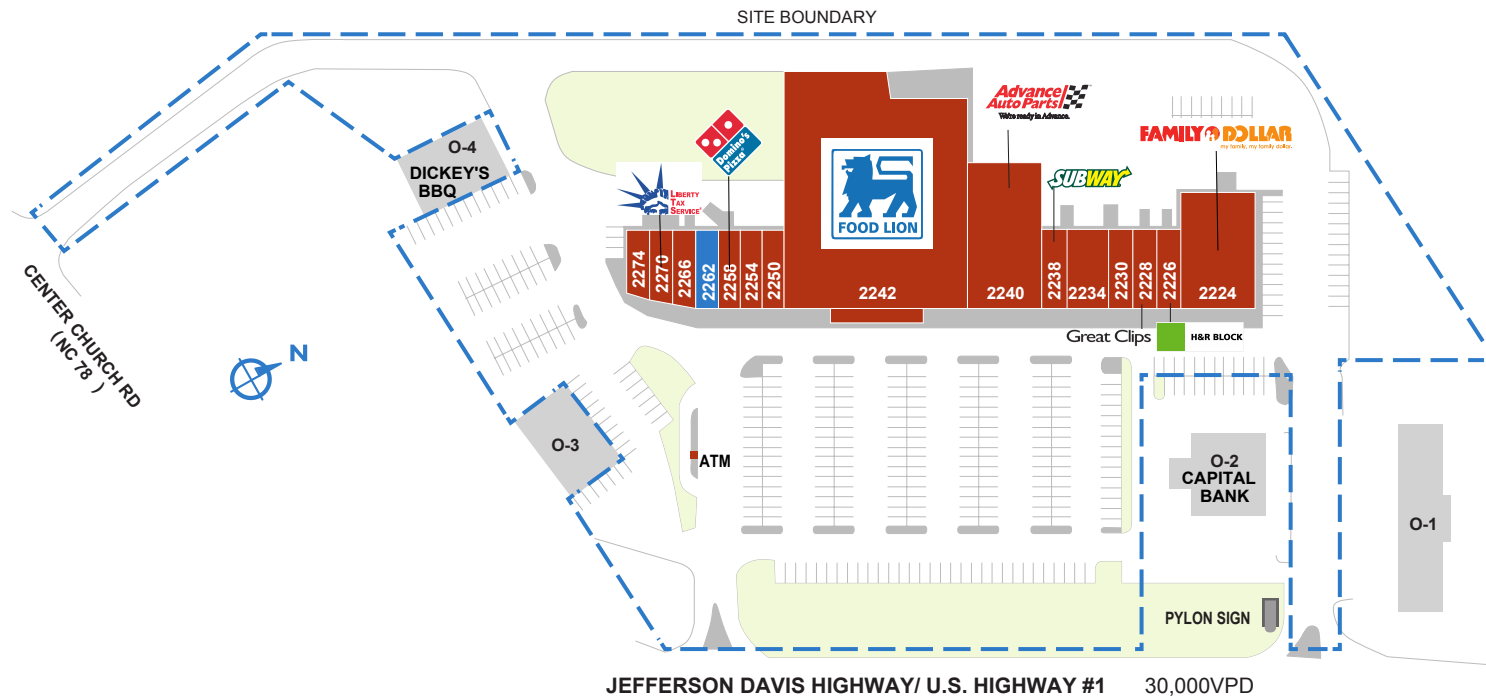 SITE BOUNDARY
Advance
Auto Parts
We're ready in Advance.
FAMILY DOLLAR
my family, my family dollar.
O-4
DICKEY'S
BBQ
Domino's
Pizza
LIBERTY
TAX
SERVICE
SUBWAY
FOOD LION
2274
2270
2266
2262
2258
2254
2250
2242
2240
2238
2234
2230
2228
2226
2224
Great Clips
H&R BLOCK
CENTER CHURCH RD
( NC 78 )
N
O-3
ATM
O-2
CAPITAL
BANK
O-1
PYLON SIGN
JEFFERSON DAVIS HIGHWAY/ U.S. HIGHWAY #1 30,000VPD